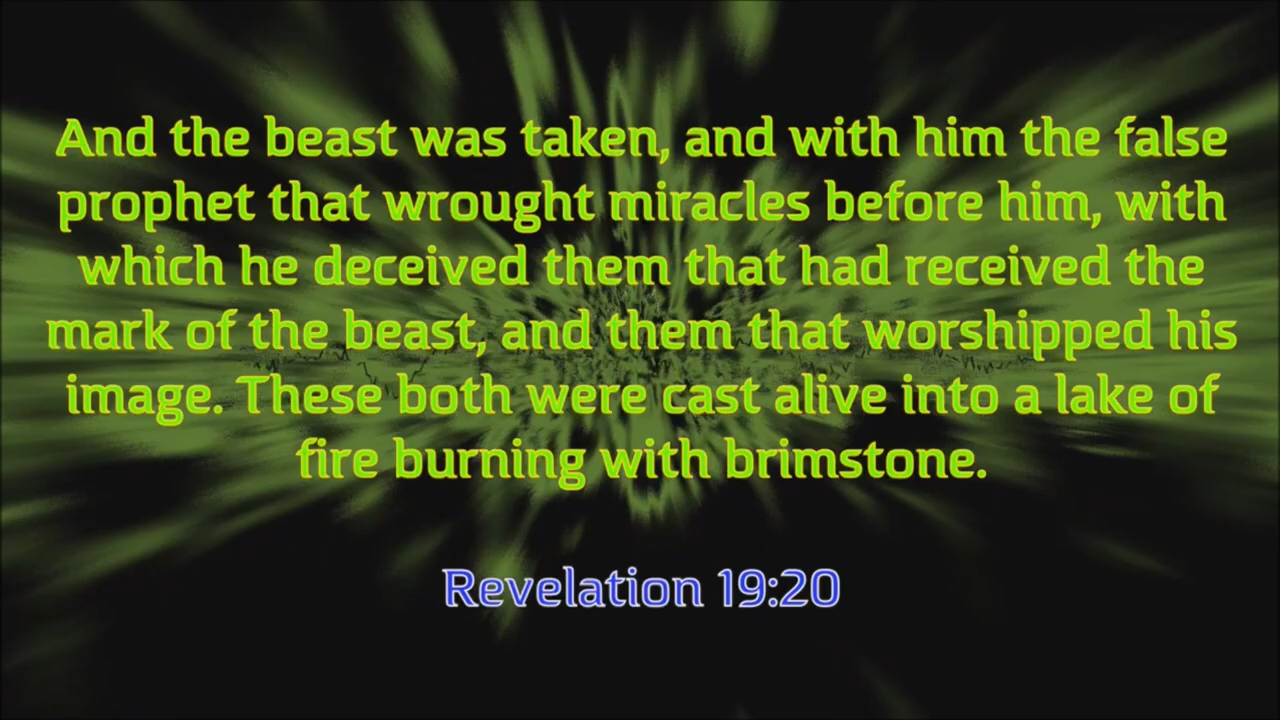 And the beast was taken, and with him the false
prophet that wrought miracles before him, with
which he deceived them that had received the
mark of the beast, and them that worshipped his
image. These both were cast alive into a lake of
fire burning with brimstone.
Revelation 19:20